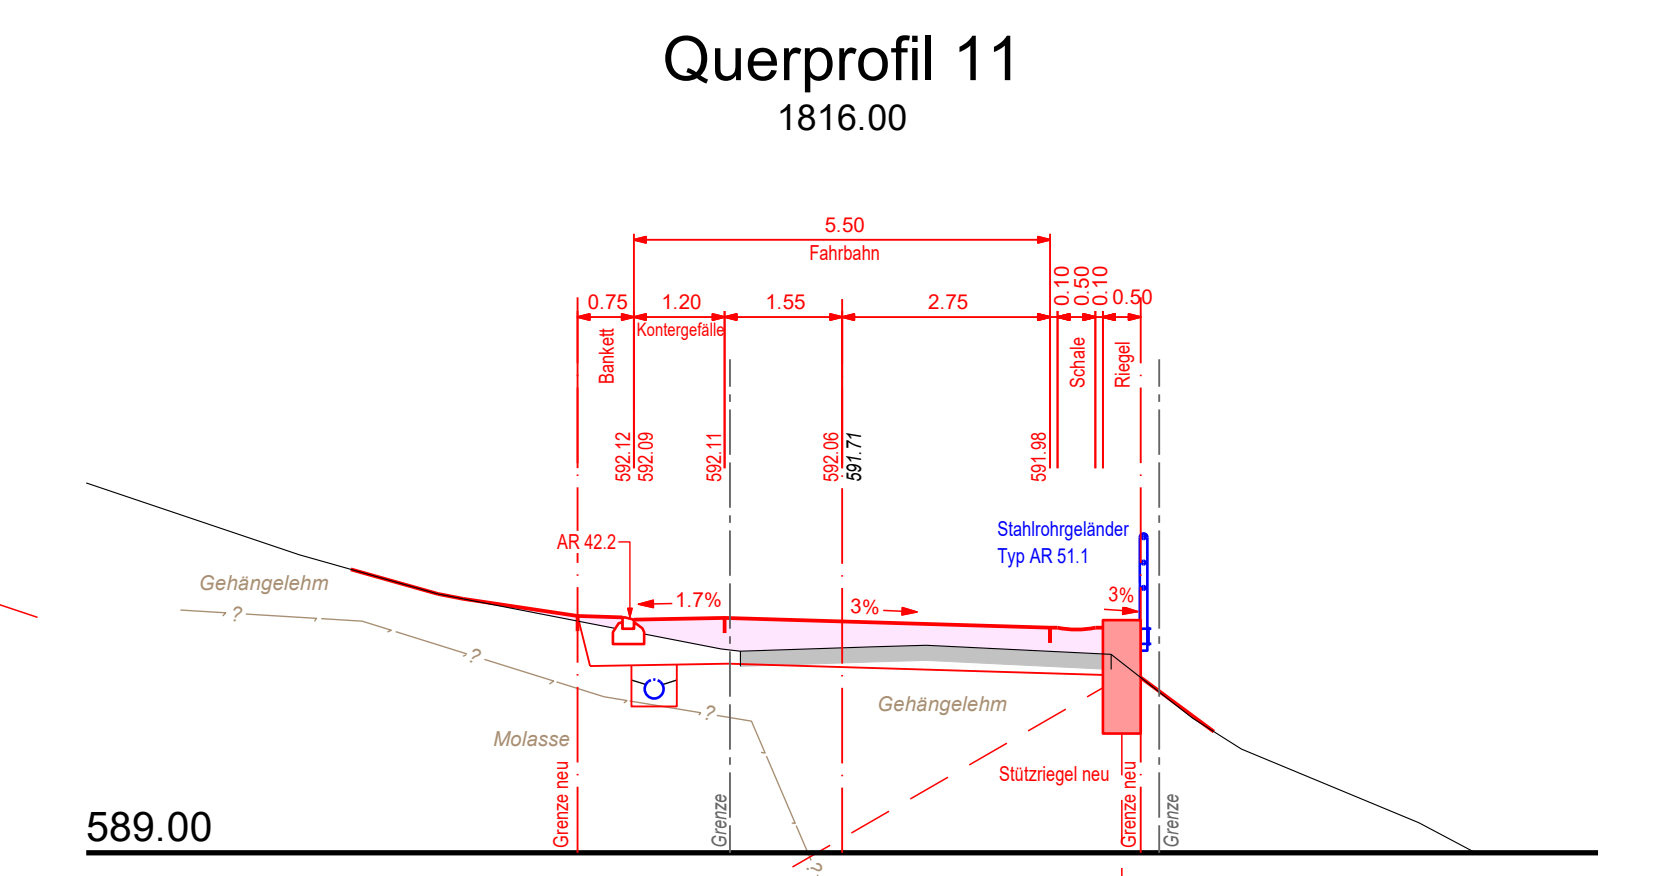 Querprofil 11
1816.00
5.50
Fahrbahn
0.75
1.20
1.55
2.75
0.10
0.50
0.10
0.50
Bankett
Kontergefälle
Schale
Riegel
592.12
592.09
592.11
592.06
591.71
591.98
Stahlrohrgeländer
Typ AR 51.1
AR 42.2
Gehängelehm
?
1.7%
3%
3%
?
?
Gehängelehm
Molasse
Stützriegel neu
Grenze neu
Grenze
Grenze neu
Grenze
589.00
?